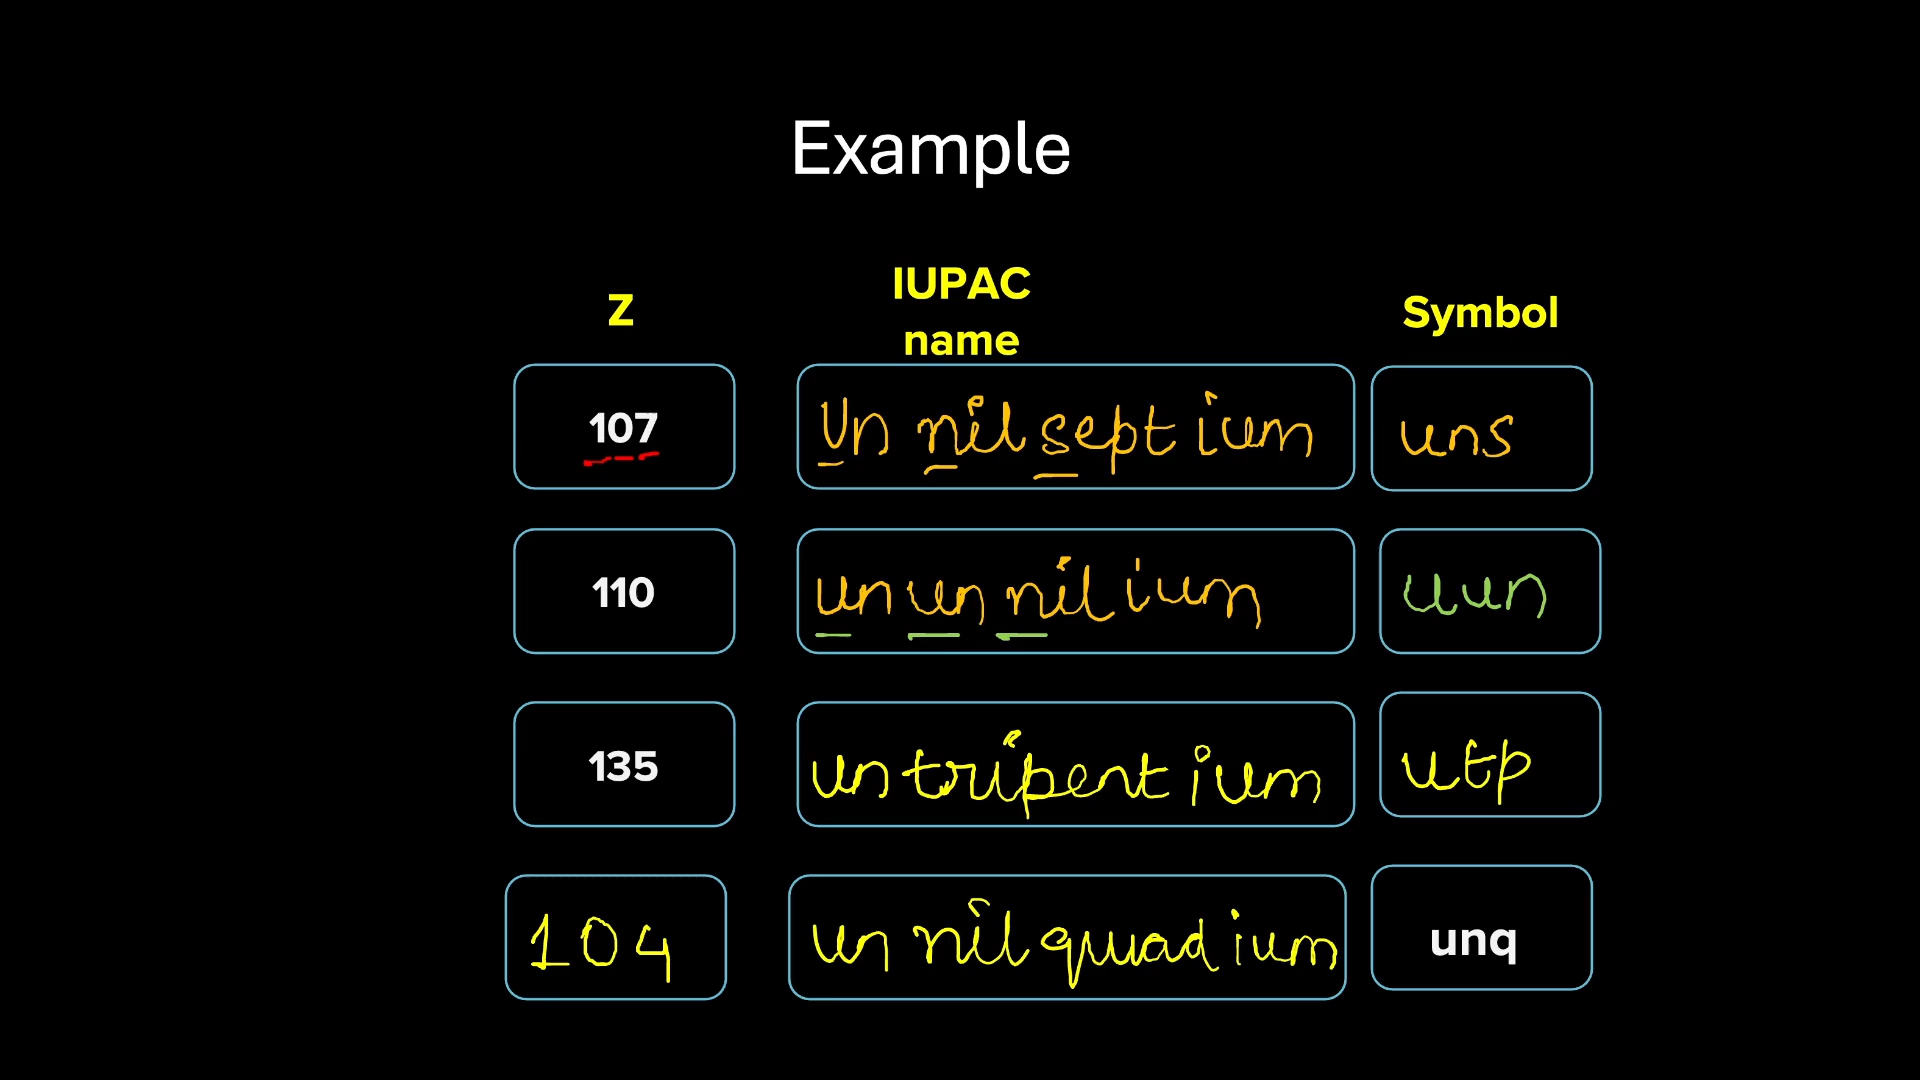 Example
Z
IUPAC
name
Symbol
107
Un nil sept ium
uns
110
un un nil ium
uun
135
un tri pent ium
utp
104
un nil quad ium
unq